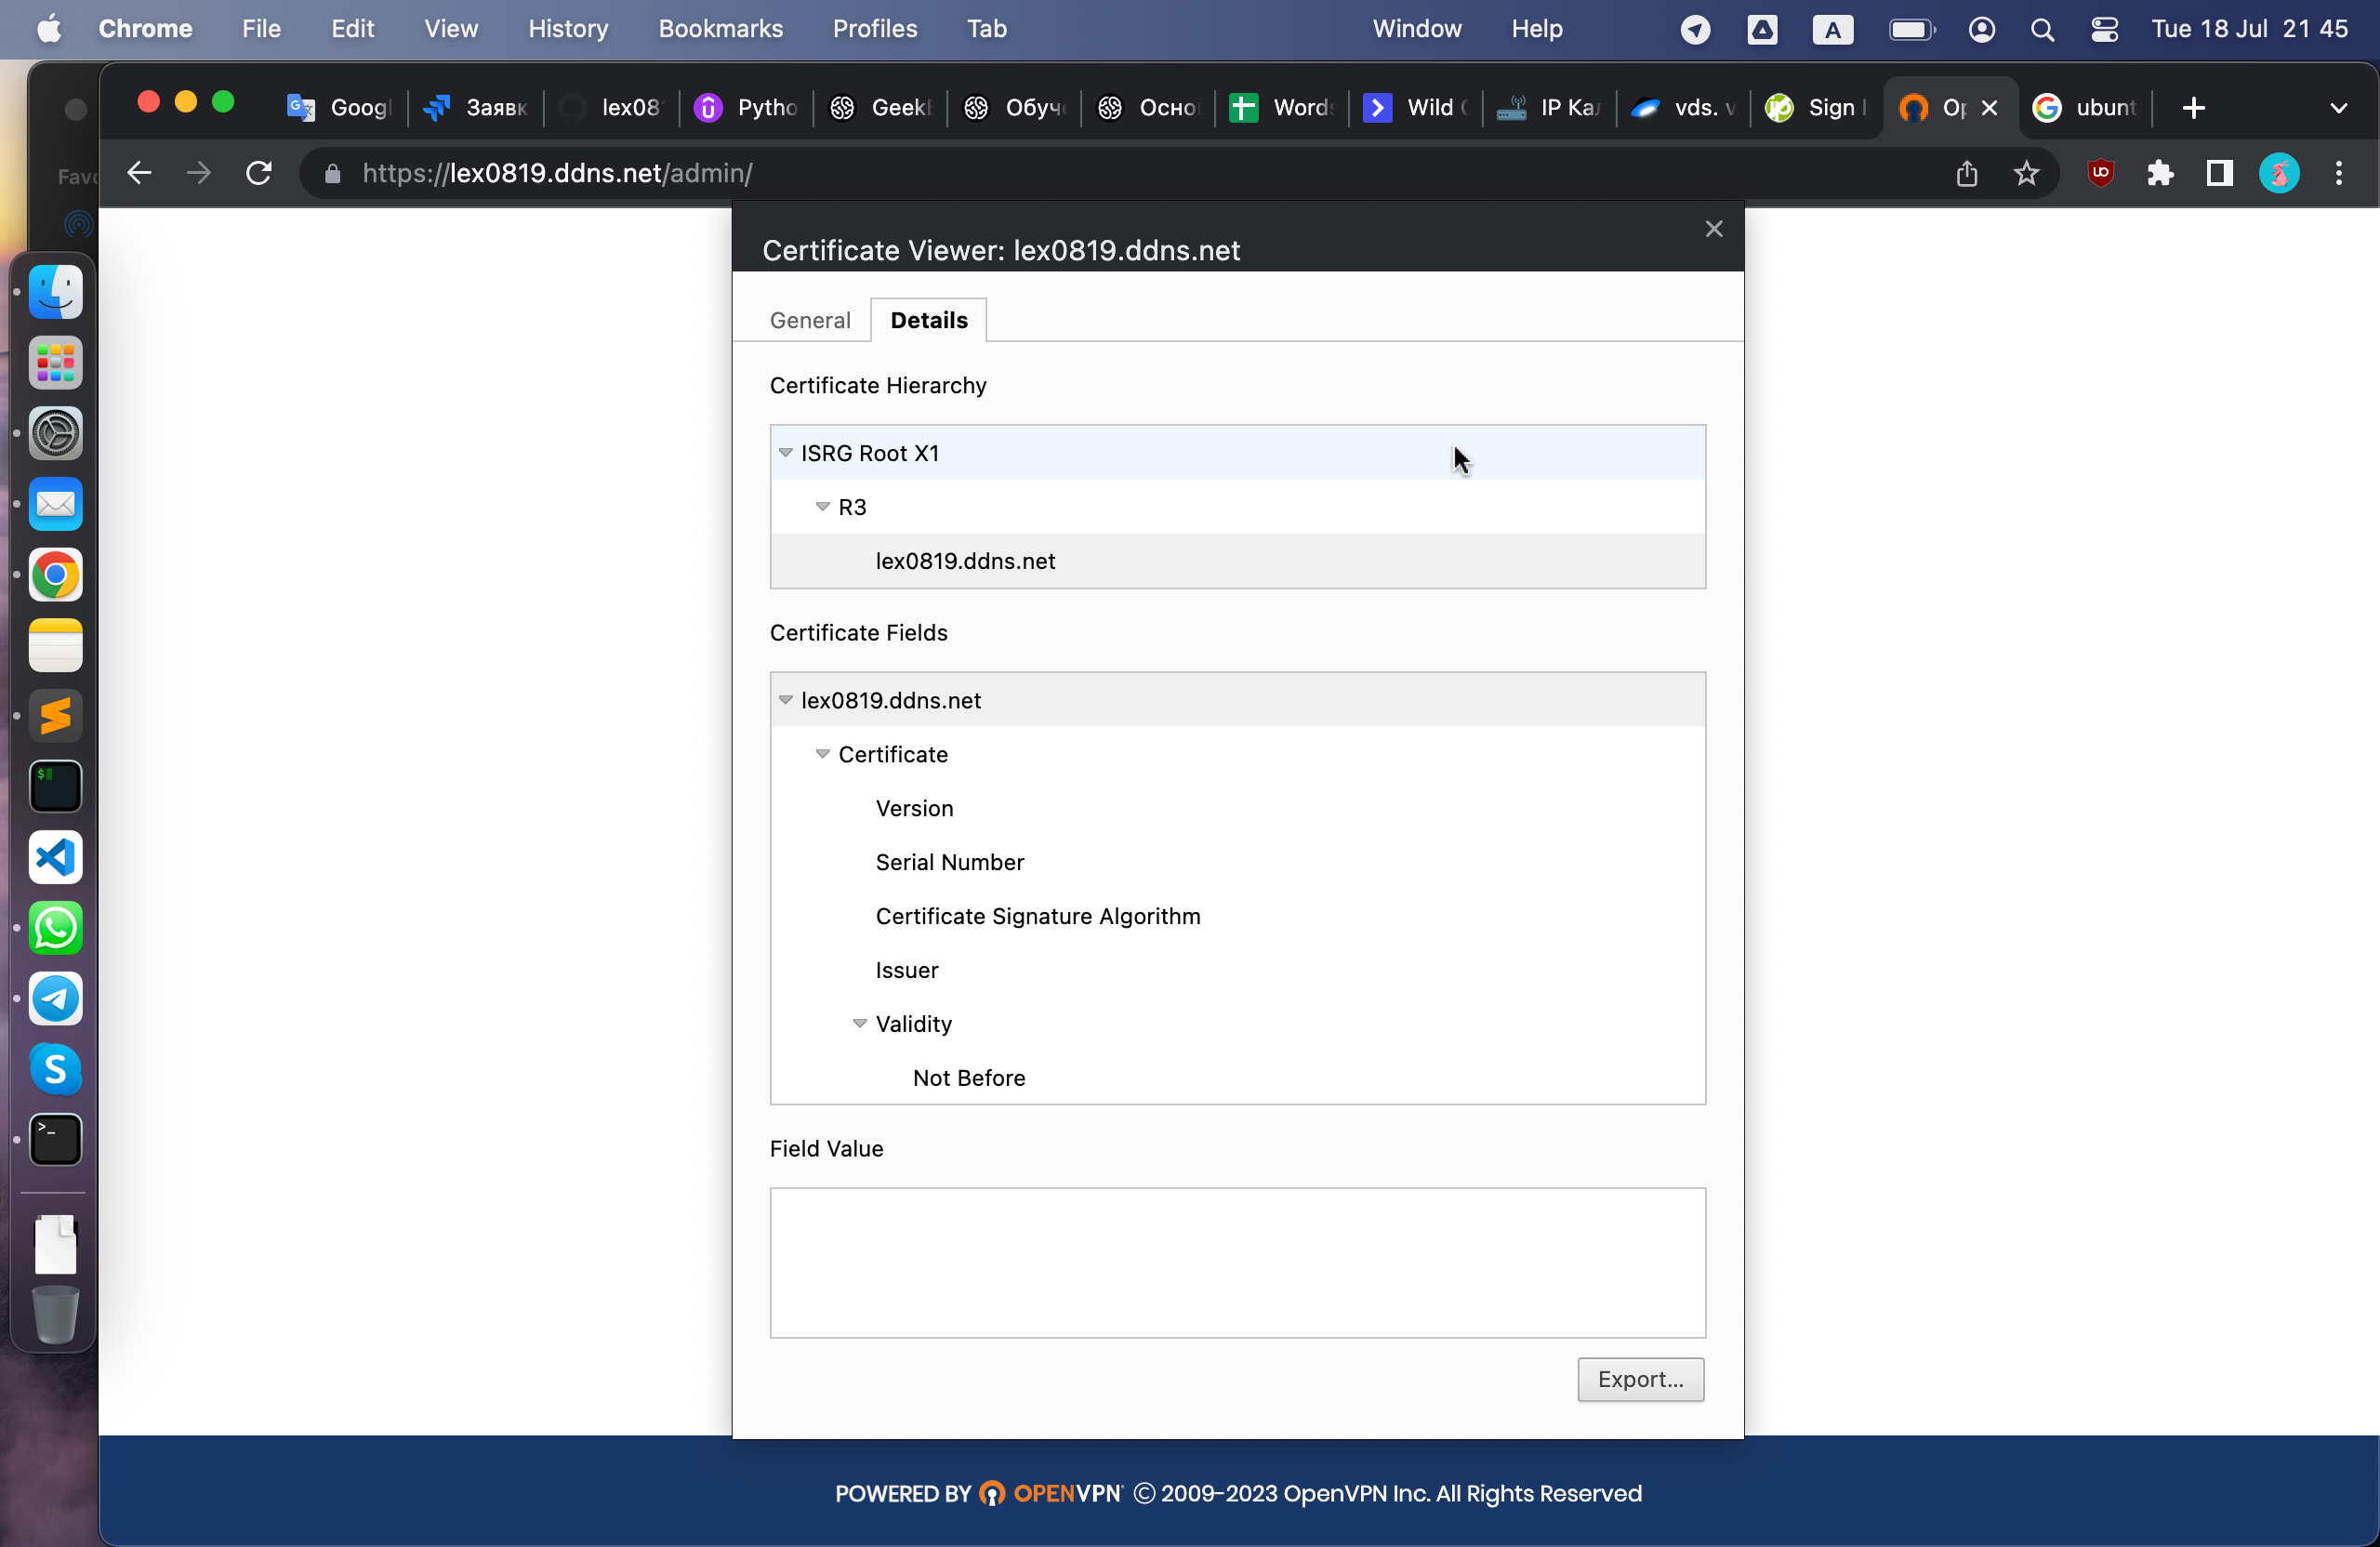 Chrome File Edit View History Bookmarks Profiles Tab Window Help A Tue 18 Jul 21 45
Googl Заявк lex08 Pytho Geek Обуч Осно Words Wild IP Ка vds. v Sign I Op ubunt
https://lex0819.ddns.net/admin/
Favo
Certificate Viewer: lex0819.ddns.net
General Details
Certificate Hierarchy
ISRG Root X1
R3
lex0819.ddns.net
Certificate Fields
lex0819.ddns.net
Certificate
Version
Serial Number
Certificate Signature Algorithm
Issuer
Validity
Not Before
Field Value
Export...
POWERED BY OPENVPN © 2009-2023 OpenVPN Inc. All Rights Reserved